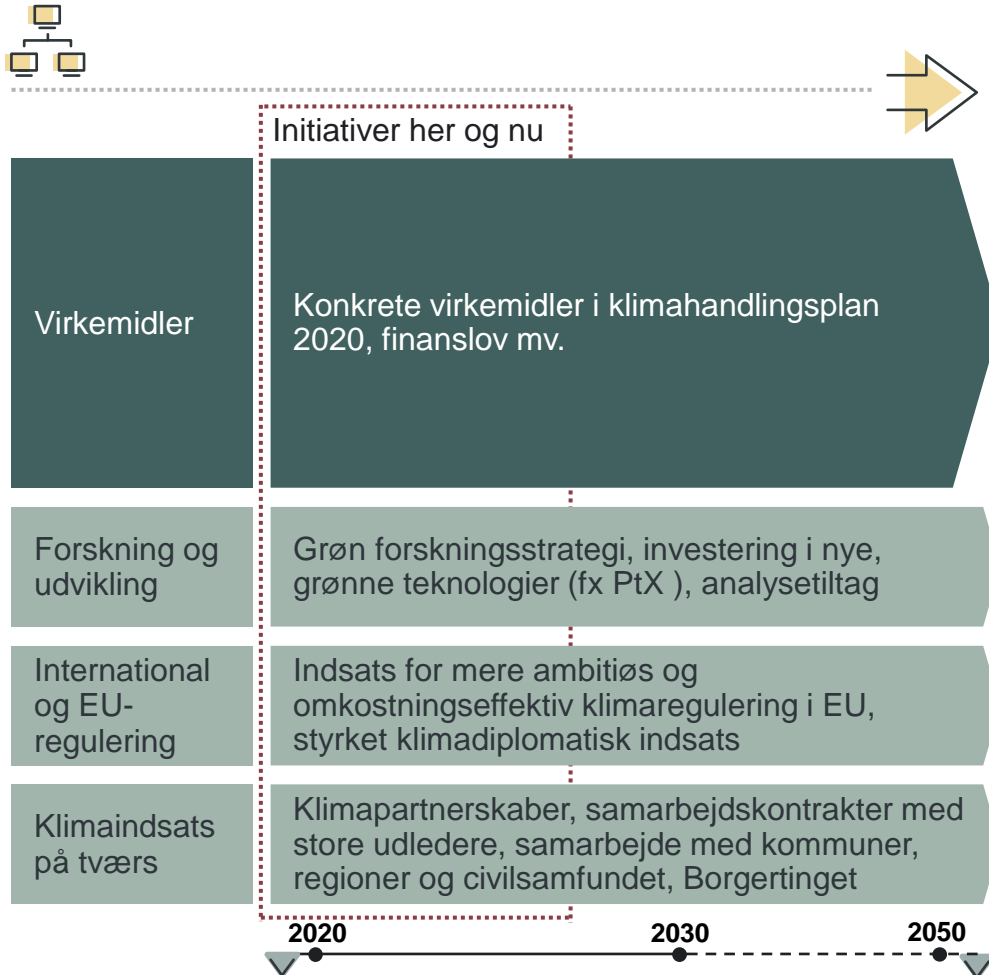 Initiativer her og nu
Virkemidler
Konkrete virkemidler i klimahandlingsplan
2020, finanslov mv.
Forskning og
udvikling
Grøn forskningsstrategi, investering i nye,
grønne teknologier (fx PtX ), analysetiltag
International
og EU-
regulering
Indsats for mere ambitiøs og
omkostningseffektiv klimaregulering i EU,
styrket klimadiplomatisk indsats
Klimaindsats
på tværs
Klimapartnerskaber, samarbejdskontrakter med
store udledere, samarbejde med kommuner,
regioner og civilsamfundet, Borgertinget
2020 2030 2050